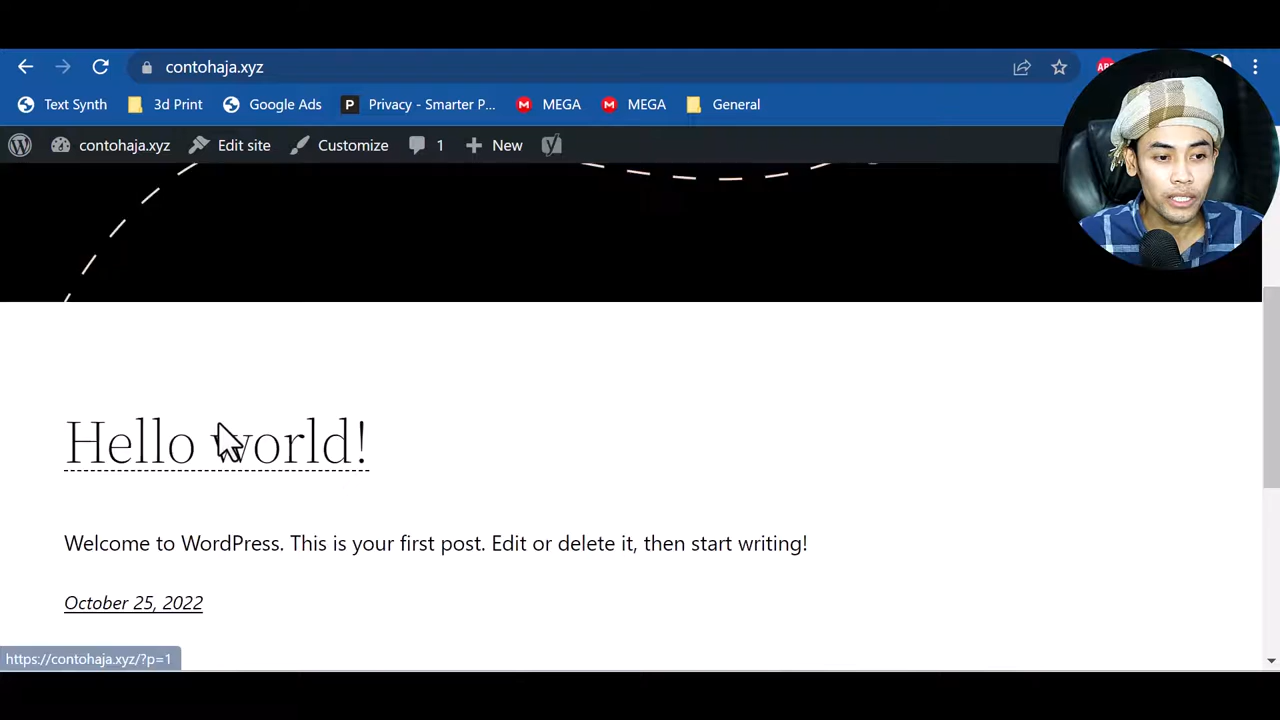 contohaja.xyz
Text Synth 3d Print Google Ads P Privacy - Smarter P... M MEGA M MEGA General
contohaja.xyz Edit site Customize 1 New
Hello world!
Welcome to WordPress. This is your first post. Edit or delete it, then start writing!
October 25, 2022
https://contohaja.xyz/?p=1